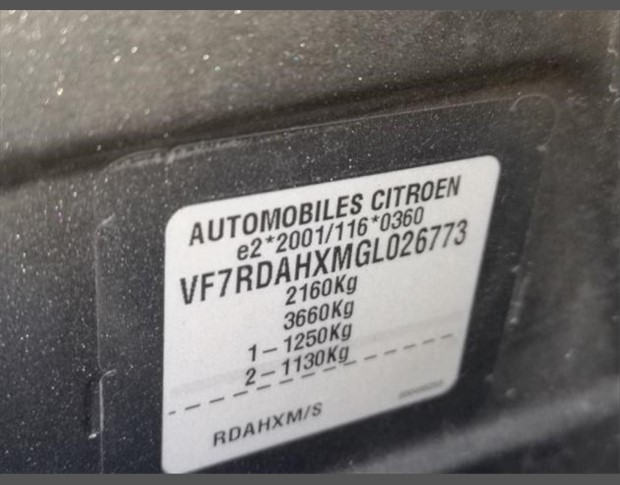 AUTOMOBILES CITROEN
e2*2001/116*0360
VF7RDAHXMGL026773
2160Kg
3660Kg
1-1250Kg
2-1130Kg
RDAHXM/S